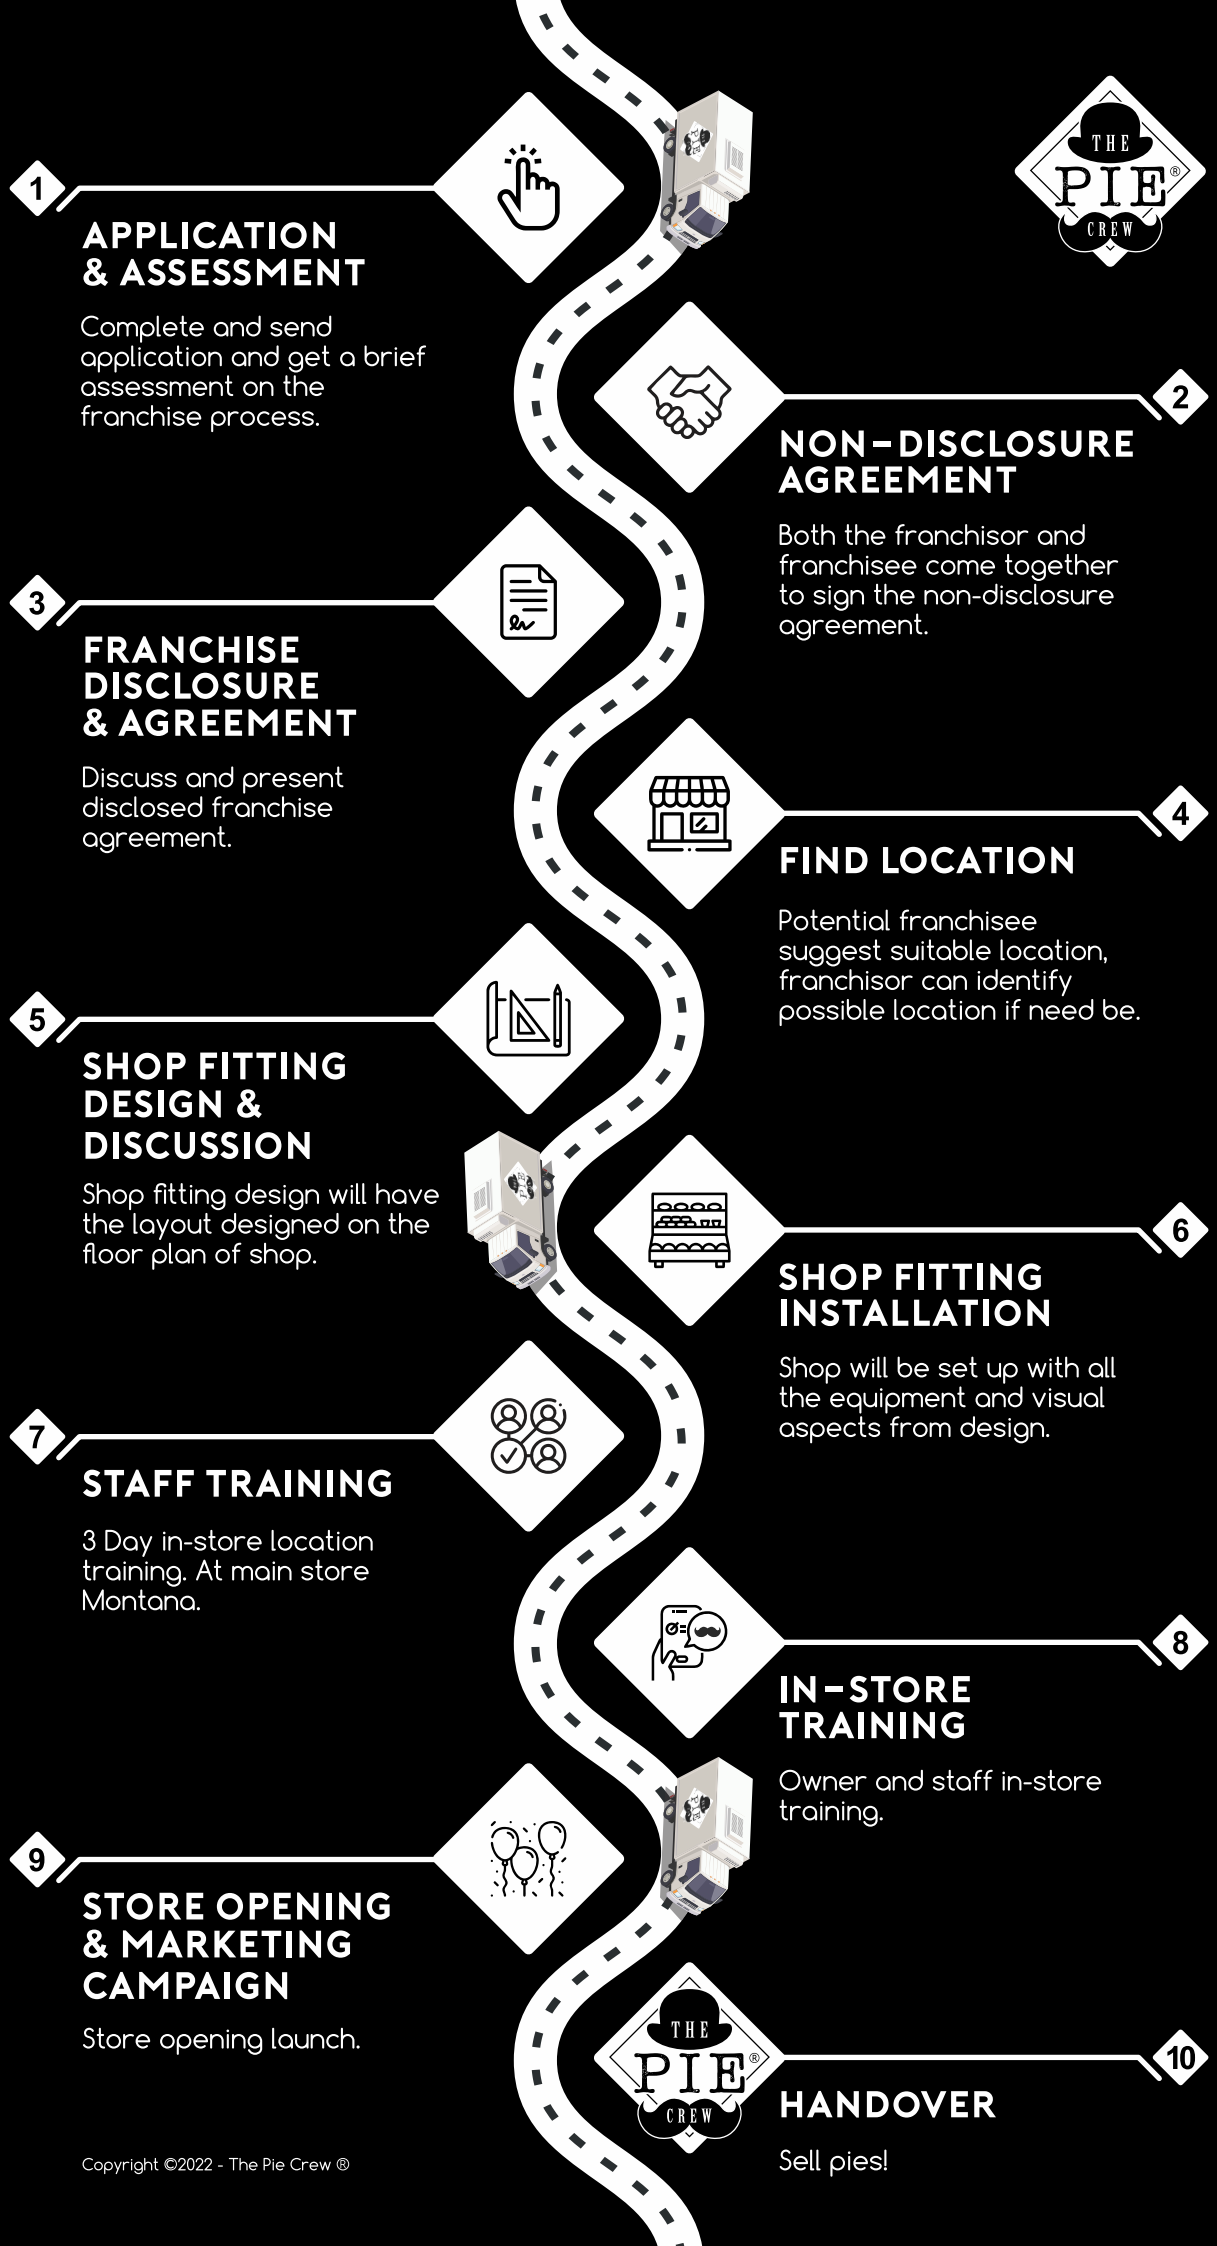 THE
PIE®
CREW
1
APPLICATION
& ASSESSMENT
Complete and send
application and get a brief
assessment on the
franchise process.
2
NON-DISCLOSURE
AGREEMENT
Both the franchisor and
franchisee come together
to sign the non-disclosure
agreement.
3
FRANCHISE
DISCLOSURE
& AGREEMENT
Discuss and present
disclosed franchise
agreement.
4
FIND LOCATION
Potential franchisee
suggest suitable location,
franchisor can identify
possible location if need be.
5
SHOP FITTING
DESIGN &
DISCUSSION
Shop fitting design will have
the layout designed on the
floor plan of shop.
6
SHOP FITTING
INSTALLATION
Shop will be set up with all
the equipment and visual
aspects from design.
7
STAFF TRAINING
3 Day in-store location
training. At main store
Montana.
8
IN-STORE
TRAINING
Owner and staff in-store
training.
9
STORE OPENING
& MARKETING
CAMPAIGN
Store opening launch.
10
THE
PIE®
CREW
HANDOVER
Sell pies!
Copyright ©2022 - The Pie Crew ®